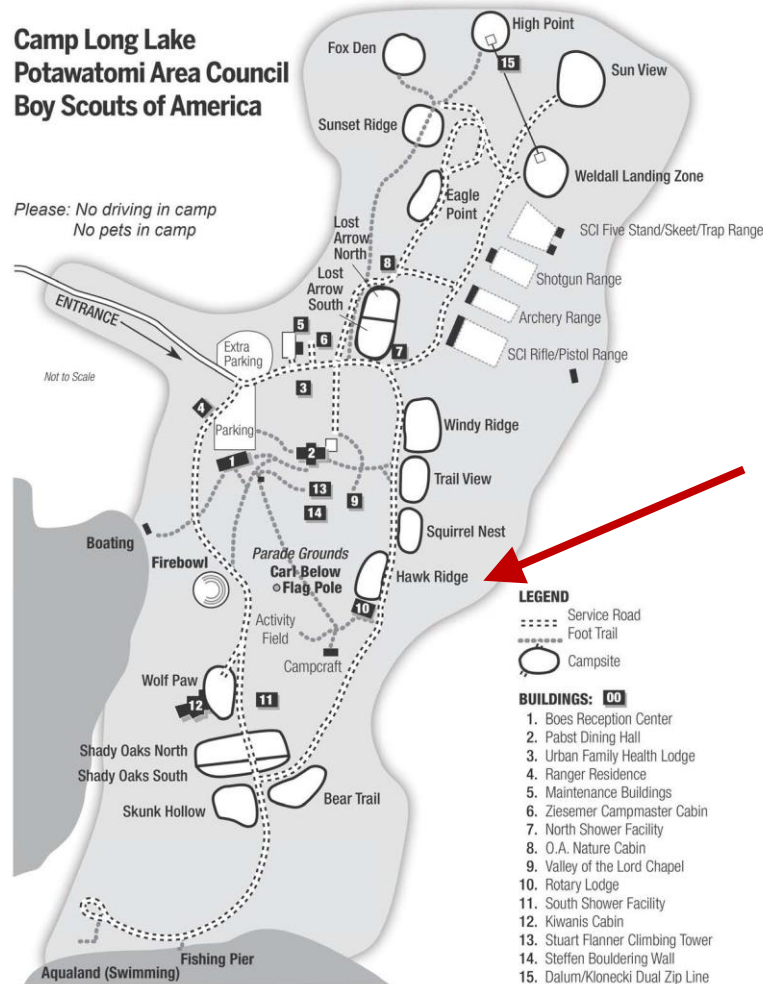 Camp Long Lake
Potawatomi Area Council
Boy Scouts of America
Please: No driving in camp
No pets in camp
High Point
Fox Den
15
Sun View
Sunset Ridge
Weldall Landing Zone
Eagle
Point
Lost
Arrow
North
8
SCI Five Stand/Skeet/Trap Range
Lost
Arrow
South
Shotgun Range
ENTRANCE
Archery Range
5
6
Extra
Parking
7
SCI Rifle/Pistol Range
Not to Scale
3
4
Parking
Windy Ridge
2
1
Trail View
13
9
14
Squirrel Nest
Boating
Parade Grounds
Firebowl
Carl Below
Flag Pole
Hawk Ridge
10
Activity
Field
Campcraft
LEGEND
Service Road
Foot Trail
Campsite
Wolf Paw
12
11
Shady Oaks North
Shady Oaks South
Bear Trail
Skunk Hollow
Fishing Pier
Aqualand (Swimming)
BUILDINGS: 00
1. Boes Reception Center
2. Pabst Dining Hall
3. Urban Family Health Lodge
4. Ranger Residence
5. Maintenance Buildings
6. Ziesemer Campmaster Cabin
7. North Shower Facility
8. O.A. Nature Cabin
9. Valley of the Lord Chapel
10. Rotary Lodge
11. South Shower Facility
12. Kiwanis Cabin
13. Stuart Flanner Climbing Tower
14. Steffen Bouldering Wall
15. Dalum/Klonecki Dual Zip Line